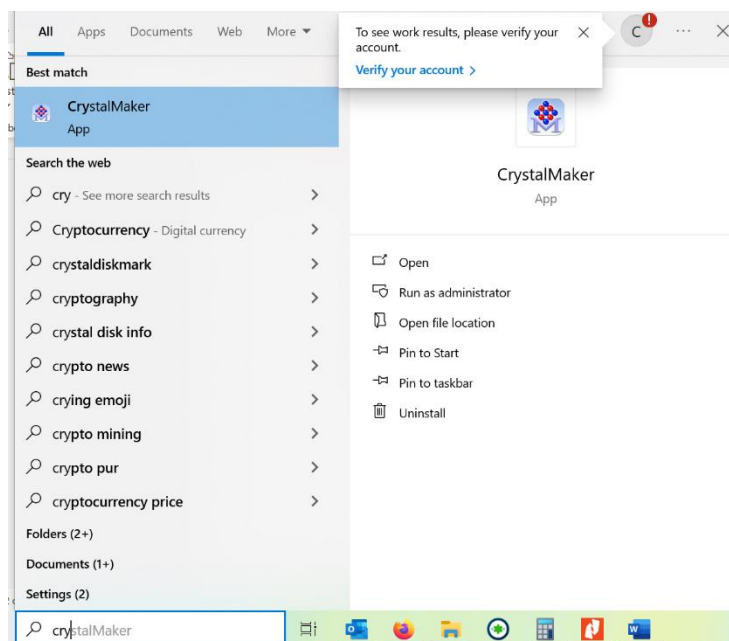 All Apps Documents Web More
To see work results, please verify your
account.
Verify your account >
C
Best match
CrystalMaker
App
Search the web
cry - See more search results
Cryptocurrency - Digital currency
crystaldiskmark
cryptography
crystal disk info
crypto news
crying emoji
crypto mining
crypto pur
cryptocurrency price
Folders (2+)
Documents (1+)
Settings (2)
crystalMaker
CrystalMaker
App
Open
Run as administrator
Open file location
Pin to Start
Pin to taskbar
Uninstall